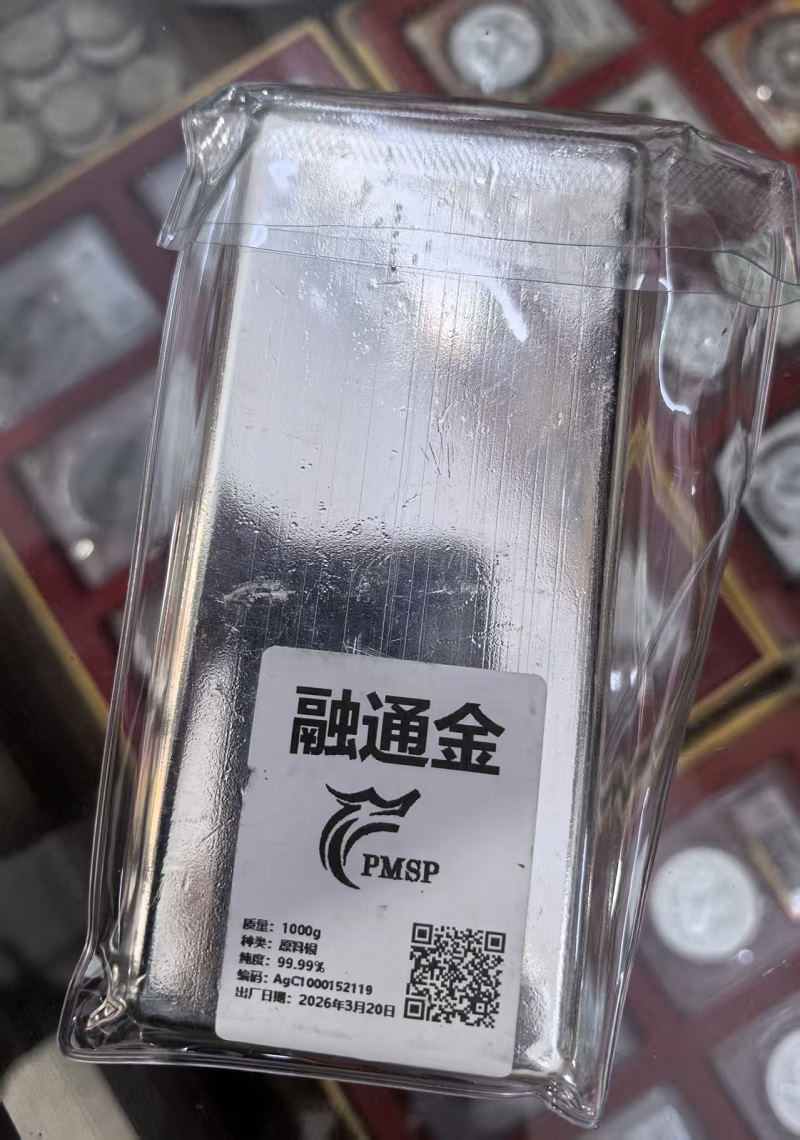 融通金
PMSP
质量：1000g
种类：原料银
纯度：99.99%
编码：AgC1000152119
出厂日期：2026年3月20日